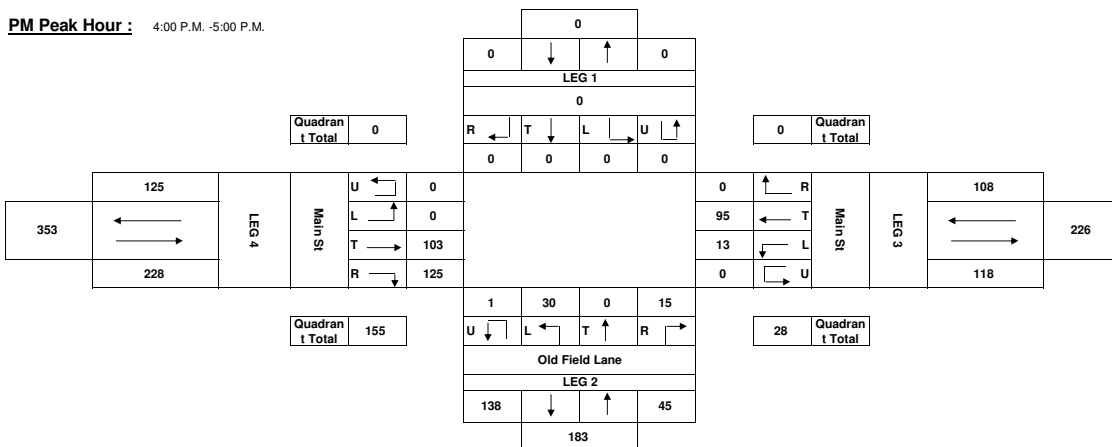 PM Peak Hour : 4:00 P.M. -5:00 P.M.
0
0 0
LEG 1
0
Quadran
t Total
0
R T L U
0 Quadran
t Total
0 0 0 0
125
353
228
LEG 4
Main St
U 0
L 0
T 103
R 125
0 R
95 T
13 L
0 U
Main St
LEG 3
108
226
118
1 30 0 15
U L T R
Quadran
t Total
155
28 Quadran
t Total
Old Field Lane
LEG 2
138 45
183